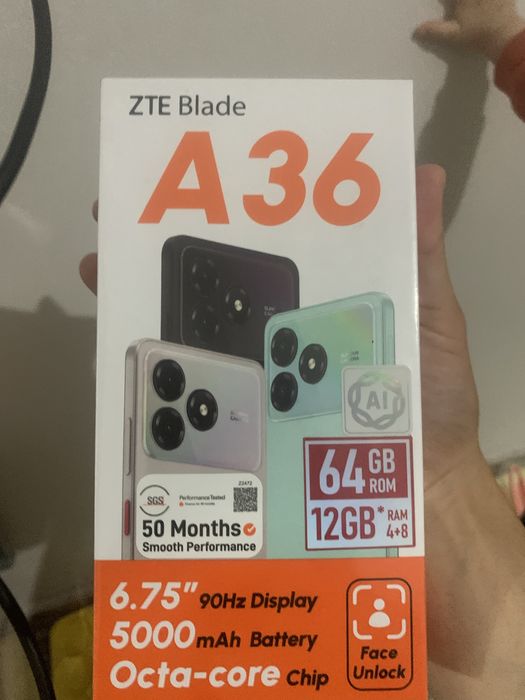 ZTE Blade
A36
AI
64 GB ROM
12GB* RAM 4+8
SGS
Performance Tested
22472
50 Months
Smooth Performance
6.75" 90Hz Display
5000mAh Battery
Octa-core Chip
Face
Unlock